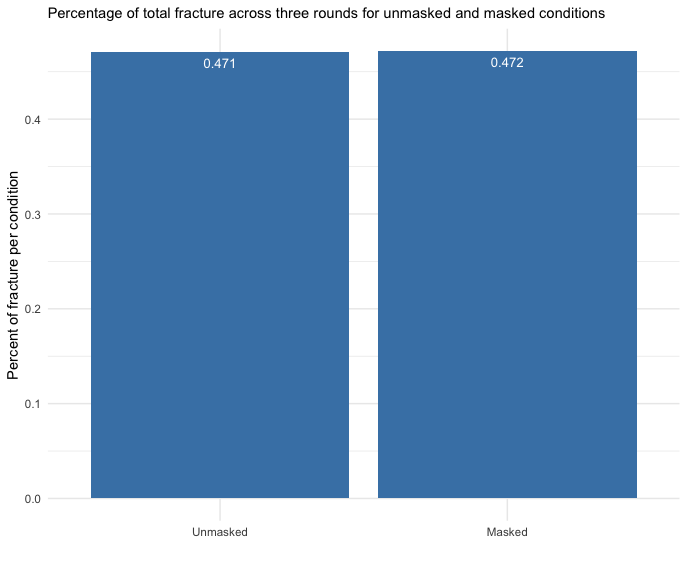 Percentage of total fracture across three rounds for unmasked and masked conditions
0.471
0.472
0.4
0.3
0.2
0.1
0.0
Percent of fracture per condition
Unmasked
Masked